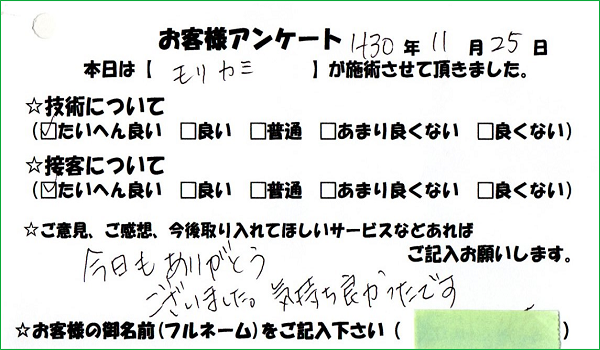 お客様アンケート H30年 11月 25日
本日は【 モリカミ 】が施術させて頂きました。
☆技術について
(☑たいへん良い □良い □普通 □あまり良くない □良くない)
☆接客について
(☑たいへん良い □良い □普通 □あまり良くない □良くない)
☆ご意見、ご感想、今後取り入れてほしいサービスなどあれば
ご記入お願いします。
今日もありがとう
ございました。気持ち良かったです
☆お客様の御名前(フルネーム)をご記入下さい ( )